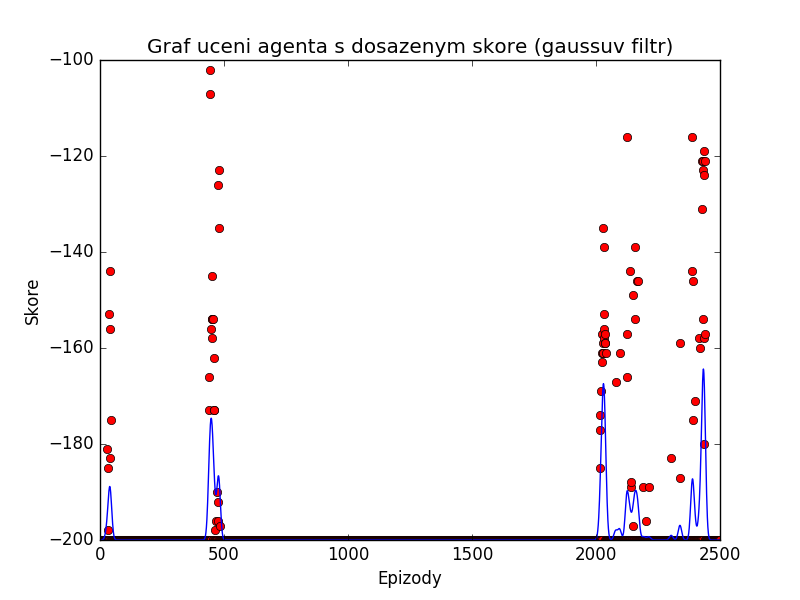 Graf uceni agenta s dosazenym skore (gaussuv filtr)
−100
−120
−140
−160
−180
−200
Skore
0 500 1000 1500 2000 2500
Epizody